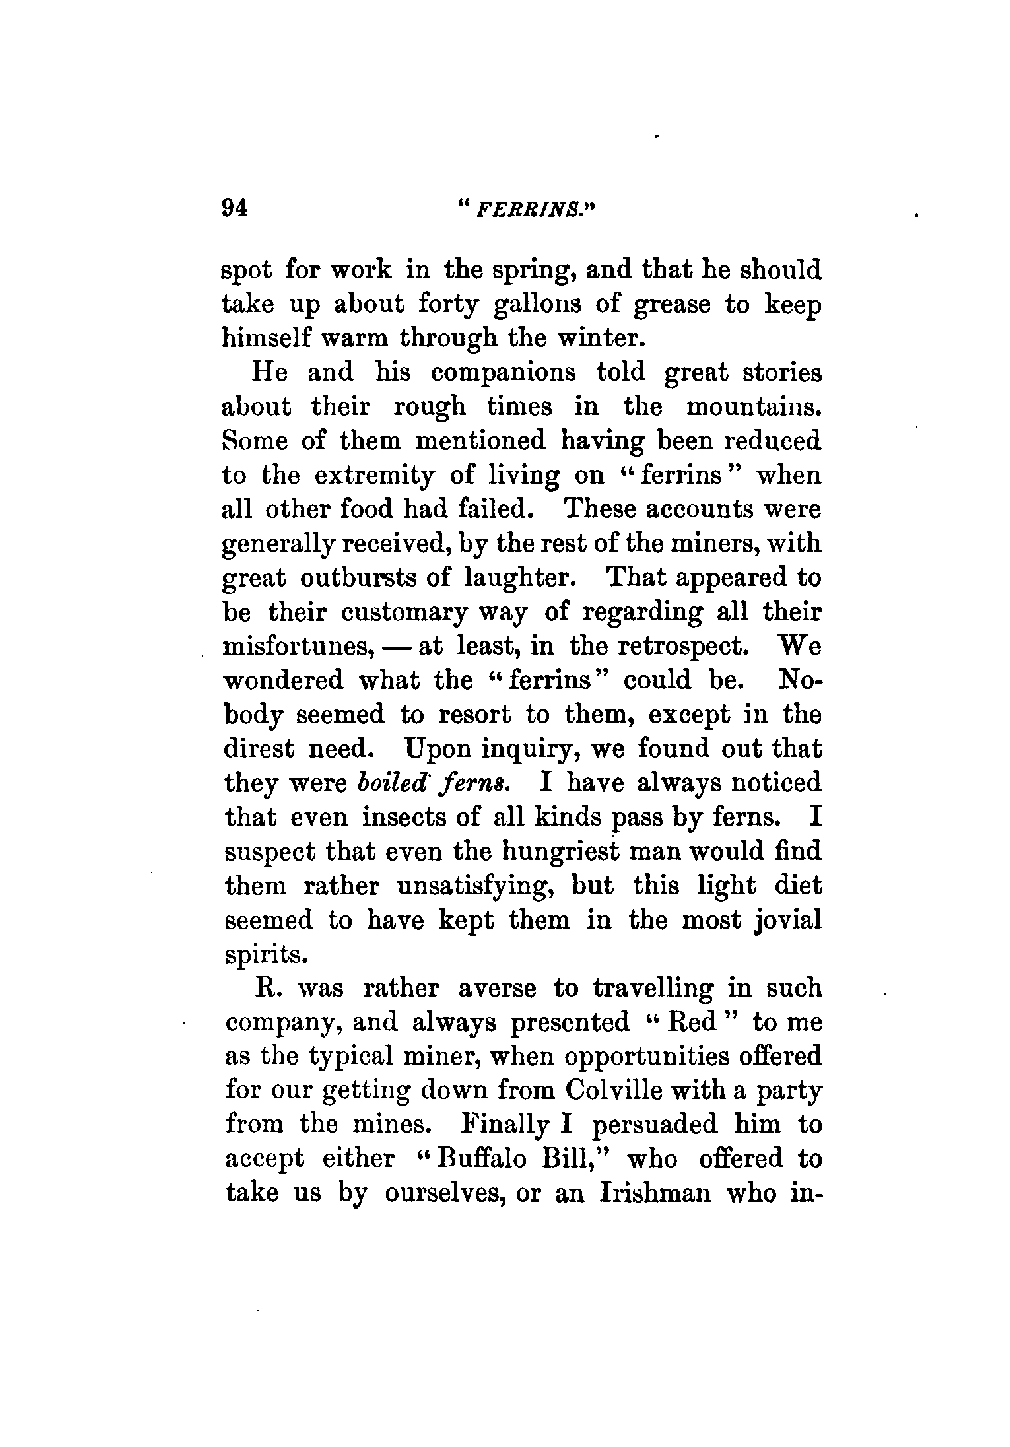 94 “ FERRINS.”
spot for work in the spring, and that he should
take up about forty gallons of grease to keep
himself warm through the winter.
He and his companions told great stories
about their rough times in the mountains.
Some of them mentioned having been reduced
to the extremity of living on “ ferrins ” when
all other food had failed. These accounts were
generally received, by the rest of the miners, with
great outbursts of laughter. That appeared to
be their customary way of regarding all their
misfortunes, — at least, in the retrospect. We
wondered what the “ ferrins” could be. No-
body seemed to resort to them, except in the
direst need. Upon inquiry, we found out that
they were boiled ferns. I have always noticed
that even insects of all kinds pass by ferns. I
suspect that even the hungriest man would find
them rather unsatisfying, but this light diet
seemed to have kept them in the most jovial
spirits.
R. was rather averse to travelling in such
company, and always presented “ Red ” to me
as the typical miner, when opportunities offered
for our getting down from Colville with a party
from the mines. Finally I persuaded him to
accept either “ Buffalo Bill,” who offered to
take us by ourselves, or an Irishman who in-